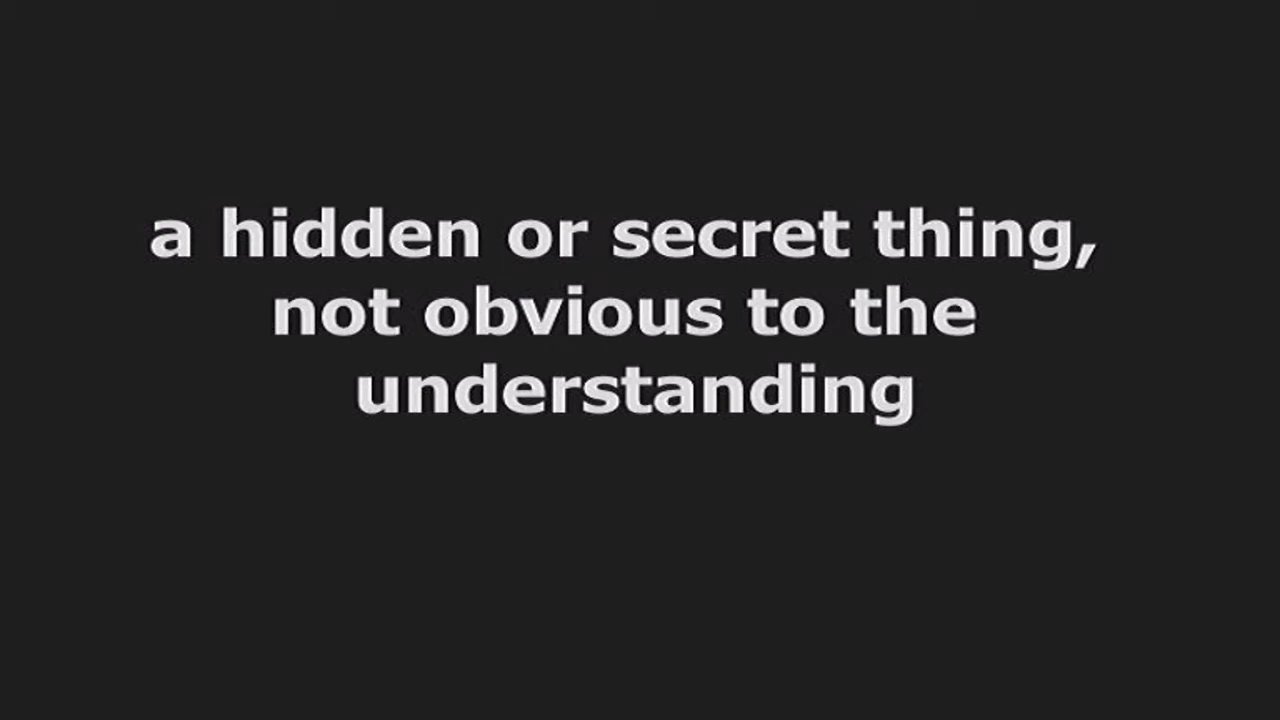 a hidden or secret thing,
not obvious to the
understanding